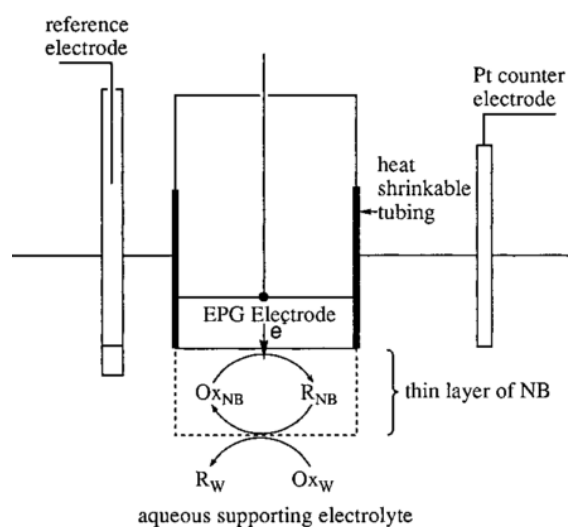 reference
electrode
Pt counter
electrode
heat
shrinkable
tubing
EPG Electrode
e
Ox_NB
R_NB
thin layer of NB
R_W
Ox_W
aqueous supporting electrolyte